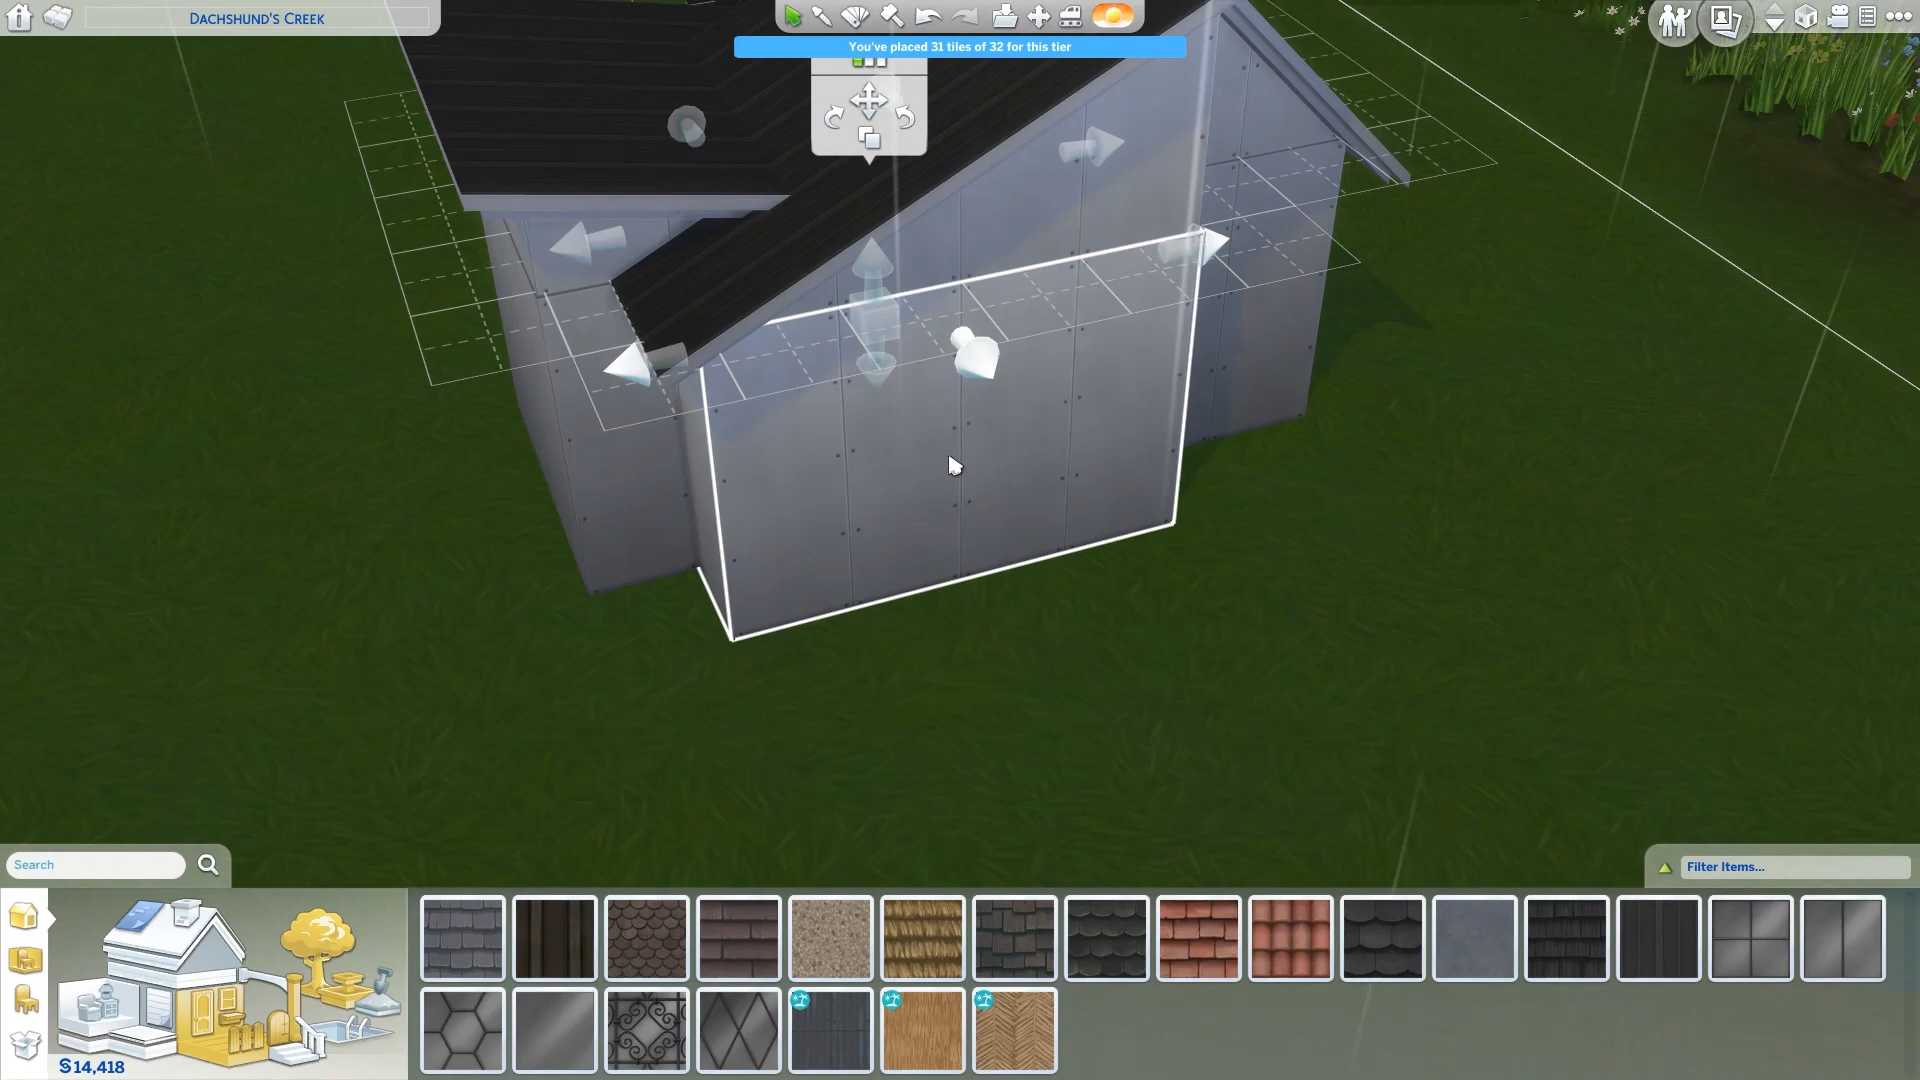 DACHSHUND'S CREEK
You've placed 31 tiles of 32 for this tier
Search
Filter Items...
§14,418